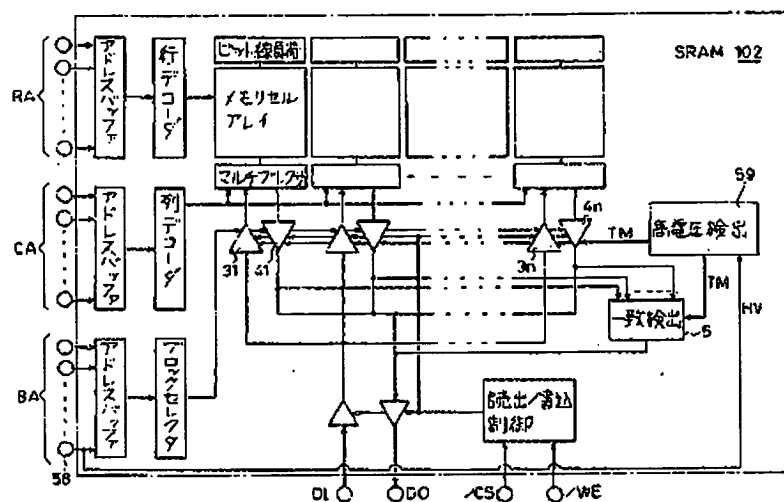 SRAM 102
RA
アドレスバッファ
行デコーダ
ビット線負荷
メモリセル
アレイ
マルチプレクサ
CA
アドレスバッファ
列デコーダ
31
41
3n
4n
TM
59
高電圧検出
TM
HV
一致検出
5
BA
アドレスバッファ
ブロックセレクタ
58
読出/書込
制御
DI
DO
/CS
/WE